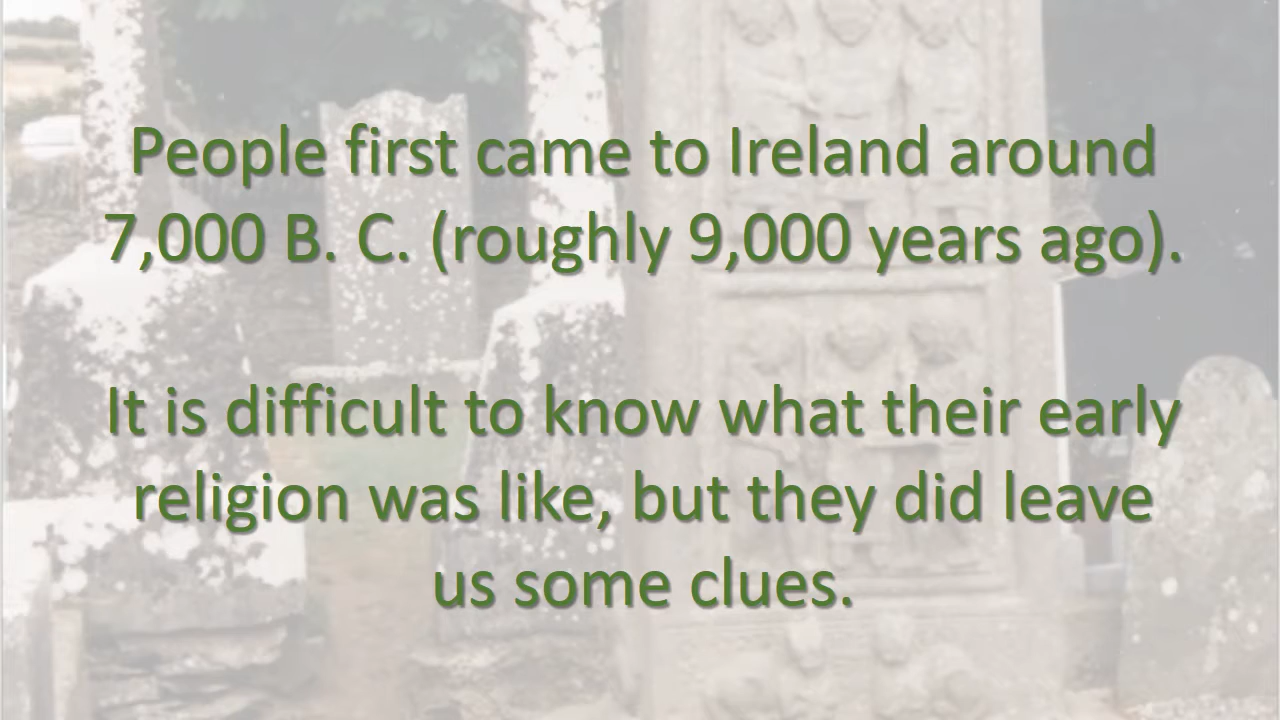 People first came to Ireland around
7,000 B. C. (roughly 9,000 years ago).
It is difficult to know what their early
religion was like, but they did leave
us some clues.